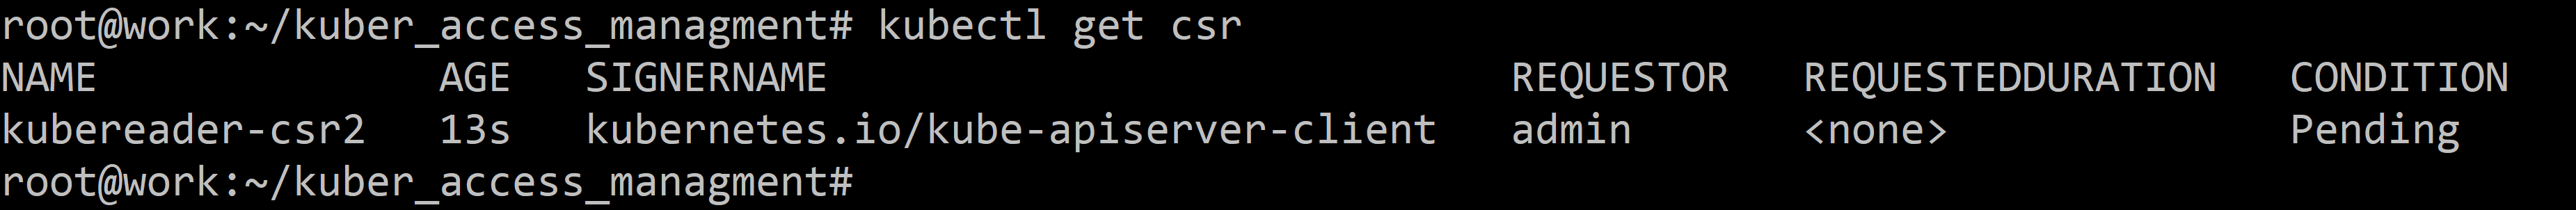 root@work:~/kuber_access_managment# kubectl get csr
NAME AGE SIGNERNAME REQUESTOR REQUESTEDDURATION CONDITION
kubereader-csr2 13s kubernetes.io/kube-apiserver-client admin <none> Pending
root@work:~/kuber_access_managment#